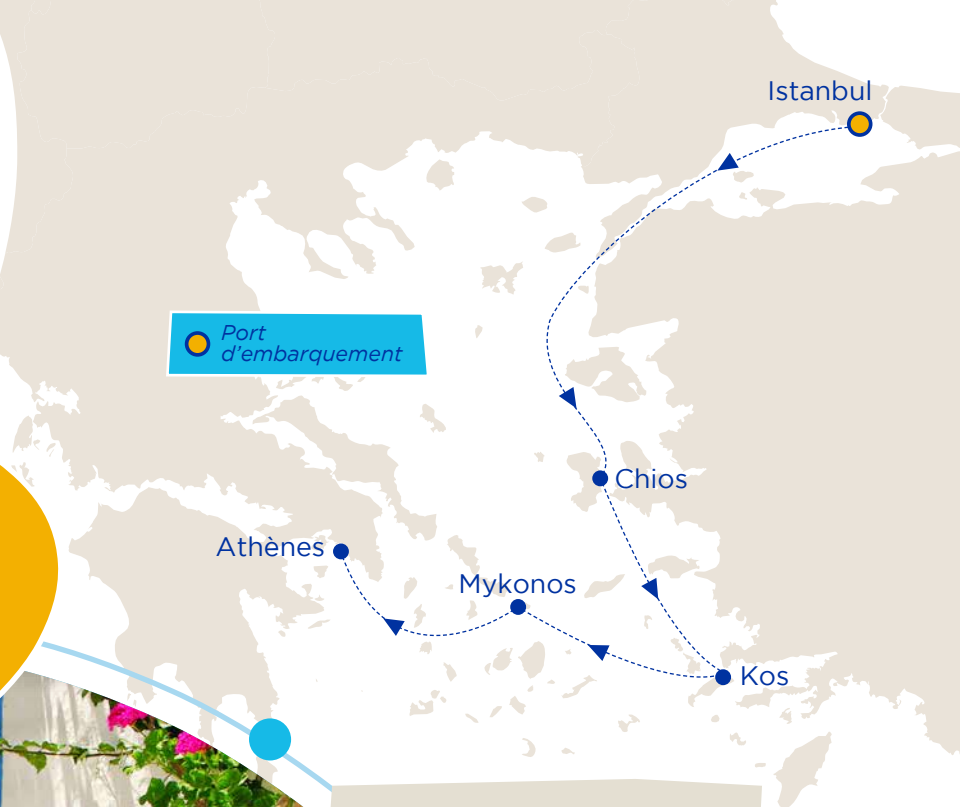 Istanbul
Port
d'embarquement
Chios
Athènes
Mykonos
Kos